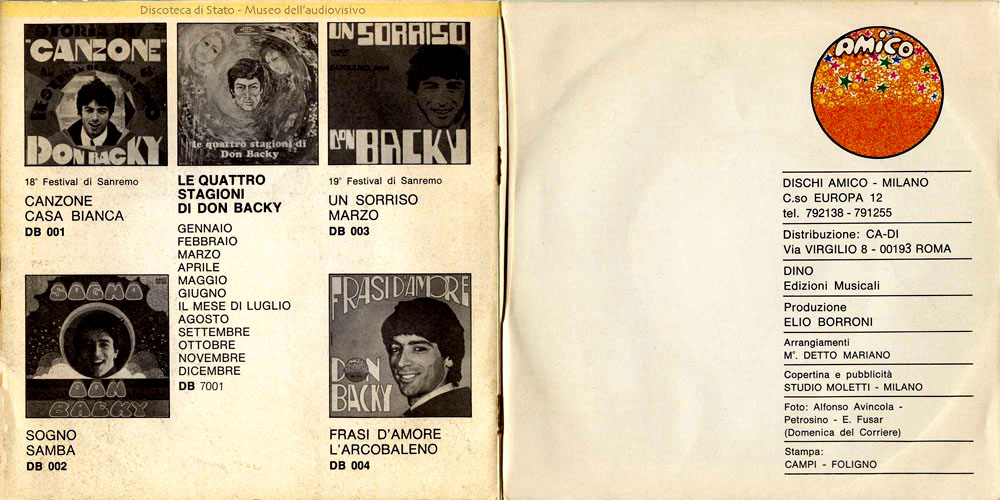 Discoteca di Stato - Museo dell'audiovisivo
STORIA DI
"CANZONE"
DON BACKY
18° Festival di Sanremo
CANZONE
CASA BIANCA
DB 001
le quattro stagioni di
Don Backy
LE QUATTRO
STAGIONI
DI DON BACKY
GENNAIO
FEBBRAIO
MARZO
APRILE
MAGGIO
GIUGNO
IL MESE DI LUGLIO
AGOSTO
SETTEMBRE
OTTOBRE
NOVEMBRE
DICEMBRE
DB 7001
UN SORRISO
DON BACKY
19° Festival di Sanremo
UN SORRISO
MARZO
DB 003
SOGNO
DON
BACKY
SOGNO
SAMBA
DB 002
FRASI D'AMORE
DON
BACKY
FRASI D'AMORE
L'ARCOBALENO
DB 004
AMICO
DISCHI AMICO - MILANO
C.so EUROPA 12
tel. 792138 - 791255
Distribuzione: CA-DI
Via VIRGILIO 8 - 00193 ROMA
DINO
Edizioni Musicali
Produzione
ELIO BORRONI
Arrangiamenti
M°. DETTO MARIANO
Copertina e pubblicità
STUDIO MOLETTI - MILANO
Foto: Alfonso Avincola -
Petrosino - E. Fusar
(Domenica del Corriere)
Stampa:
CAMPI - FOLIGNO